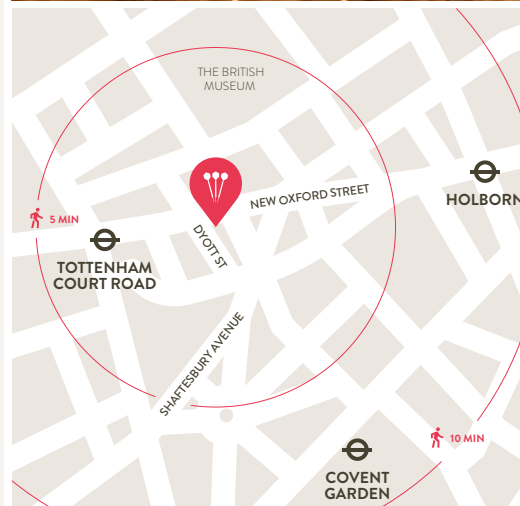 THE BRITISH
MUSEUM
NEW OXFORD STREET
HOLBORN
5 MIN
DYOTT ST
TOTTENHAM
COURT ROAD
SHAFTESBURY AVENUE
10 MIN
COVENT
GARDEN